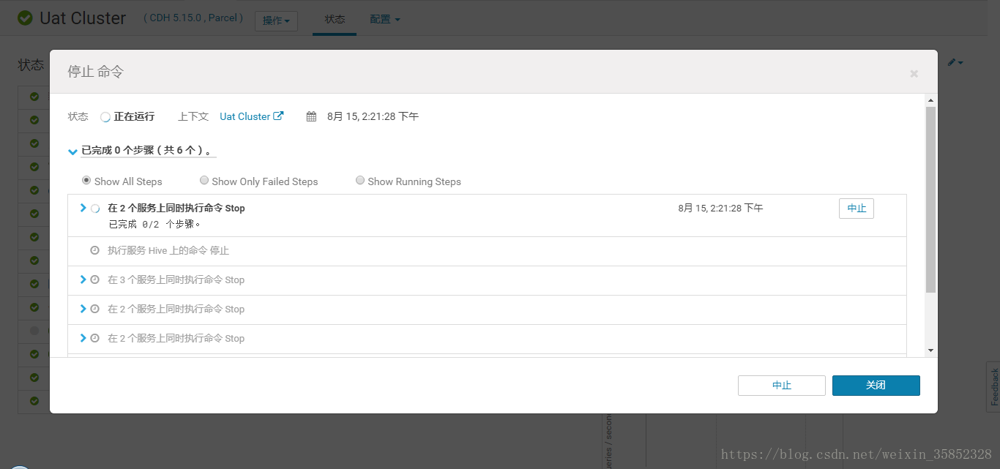 Uat Cluster ( CDH 5.15.0 , Parcel ) 操作 状态 配置
状态
停止 命令
状态 正在运行 上下文 Uat Cluster 8月 15, 2:21:28 下午
已完成 0 个步骤（共 6 个）。
Show All Steps Show Only Failed Steps Show Running Steps
在 2 个服务上同时执行命令 Stop 8月 15, 2:21:28 下午 中止
已完成 0/2 个步骤。
执行服务 Hive 上的命令 停止
在 3 个服务上同时执行命令 Stop
在 2 个服务上同时执行命令 Stop
在 2 个服务上同时执行命令 Stop
中止 关闭
Feedback
https://blog.csdn.net/weixin_35852328